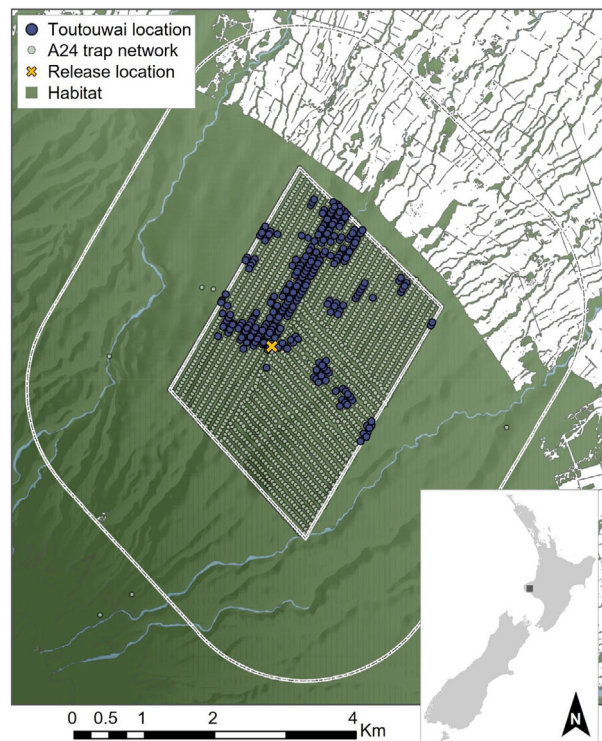 Toutouwai location
A24 trap network
Release location
Habitat
0 0.5 1 2 4 Km
N